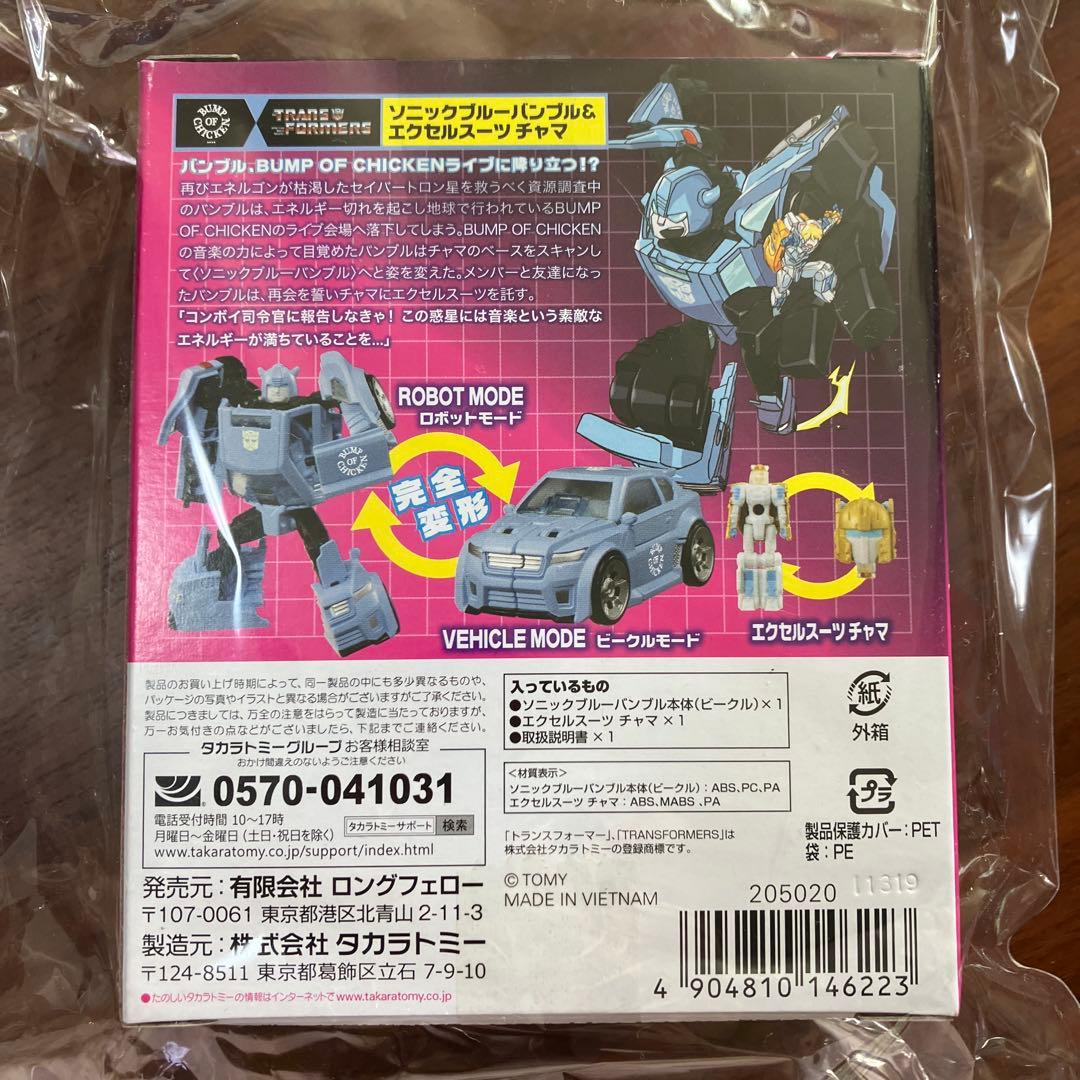 BUMP OF CHICKEN
TRANSFORMERS
ソニックブルーバンブル&
エクセルスーツ チャマ
バンブル、BUMP OF CHICKENライブに降り立つ!?
再びエネルゴンが枯渇したセイバートロン星を救うべく資源調査中
のバンブルは、エネルギー切れを起こし地球で行われているBUMP
OF CHICKENのライブ会場へ落下してしまう。BUMP OF CHICKEN
の音楽の力によって目覚めたバンブルはチャマのベースをスキャンし
て〈ソニックブルーバンブル〉へと姿を変えた。メンバーと友達になっ
たバンブルは、再会を誓いチャマにエクセルスーツを託す。
「コンボイ司令官に報告しなきゃ! この惑星には音楽という素敵な
エネルギーが満ちていることを...」
ROBOT MODE
ロボットモード
BUMP OF CHICKEN
完全
変形
BUMP OF CHICKEN
VEHICLE MODE ビークルモード
エクセルスーツ チャマ
製品のお買い上げ時期によって、同一製品の中にも多少異なるものや、
パッケージの写真やイラストと異なる場合がございますがご了承ください。
製品につきましては、万全の注意をはらって製造に当たっておりますが、
万一お気付きの点などがございましたら、下記までご連絡ください。
タカラトミーグループ お客様相談室
おかけ間違えのないようご注意ください
0570-041031
電話受付時間 10〜17時
月曜日〜金曜日 (土・日・祝日を除く)
タカラトミーサポート 検索
www.takaratomy.co.jp/support/index.html
発売元:有限会社 ロングフェロー
〒107-0061 東京都港区北青山 2-11-3
製造元:株式会社 タカラトミー
〒124-8511 東京都葛飾区立石 7-9-10
●たのしいタカラトミーの情報はインターネットで www.takaratomy.co.jp
入っているもの
●ソニックブルーバンブル本体(ビークル)×1
●エクセルスーツ チャマ×1
●取扱説明書×1
<材質表示>
ソニックブルーバンブル本体(ビークル):ABS,PC,PA
エクセルスーツ チャマ:ABS、MABS ,PA
「トランスフォーマー」、「TRANSFORMERS」は
株式会社タカラトミーの登録商標です。
© TOMY
MADE IN VIETNAM
紙
外箱
プラ
製品保護カバー:PET
袋:PE
205020
11319
4 904810 146223